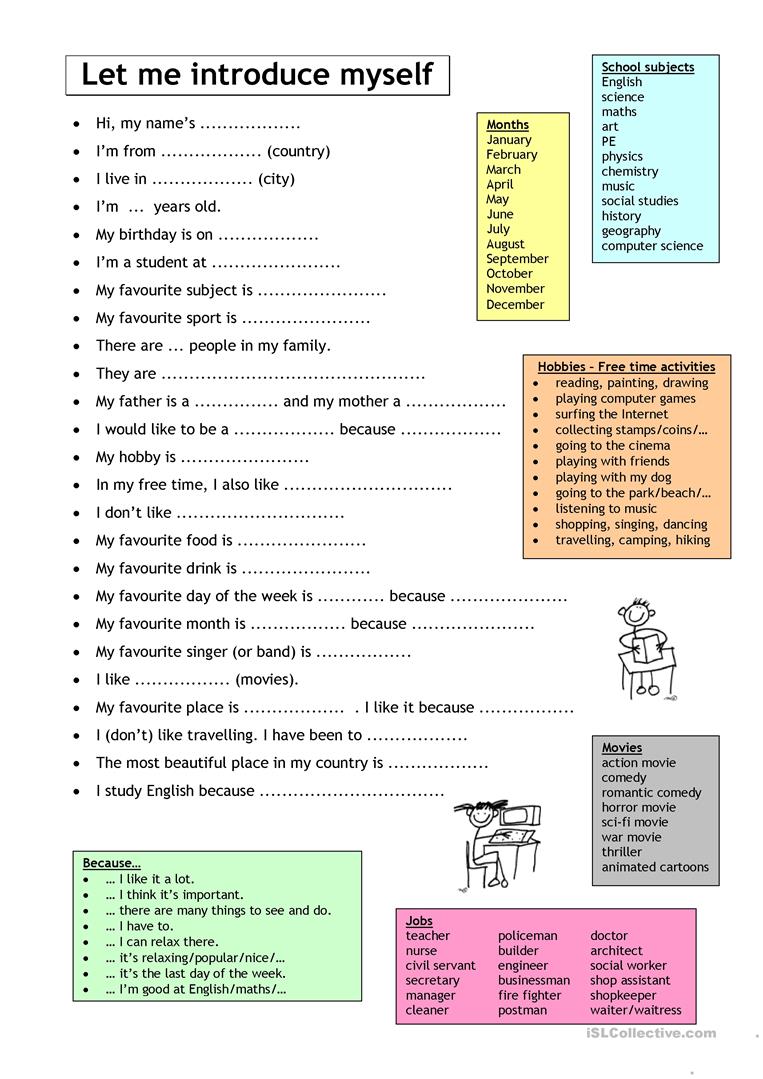 Let me introduce myself
• Hi, my name’s ..................
• I’m from .................. (country)
• I live in .................. (city)
• I’m ... years old.
• My birthday is on ..................
• I’m a student at .......................
• My favourite subject is .......................
• My favourite sport is .......................
• There are ... people in my family.
• They are ...............................................
• My father is a ............... and my mother a ..................
• I would like to be a .................. because ..................
• My hobby is .......................
• In my free time, I also like ..............................
• I don’t like ..............................
• My favourite food is .......................
• My favourite drink is .......................
• My favourite day of the week is ............ because .....................
• My favourite month is ................. because ......................
• My favourite singer (or band) is .................
• I like ................. (movies).
• My favourite place is .................. . I like it because .................
• I (don’t) like travelling. I have been to ..................
• The most beautiful place in my country is ..................
• I study English because .................................
School subjects
English
science
maths
art
PE
physics
chemistry
music
social studies
history
geography
computer science
Months
January
February
March
April
May
June
July
August
September
October
November
December
Hobbies – Free time activities
• reading, painting, drawing
• playing computer games
• surfing the Internet
• collecting stamps/coins/…
• going to the cinema
• playing with friends
• playing with my dog
• going to the park/beach/…
• listening to music
• shopping, singing, dancing
• travelling, camping, hiking
Movies
action movie
comedy
romantic comedy
horror movie
sci-fi movie
war movie
thriller
animated cartoons
Because…
• … I like it a lot.
• … I think it’s important.
• … there are many things to see and do.
• … I have to.
• … I can relax there.
• … it’s relaxing/popular/nice/…
• … it’s the last day of the week.
• … I’m good at English/maths/…
Jobs
teacher policeman doctor
nurse builder architect
civil servant engineer social worker
secretary businessman shop assistant
manager fire fighter shopkeeper
cleaner postman waiter/waitress
iSLCollective.com